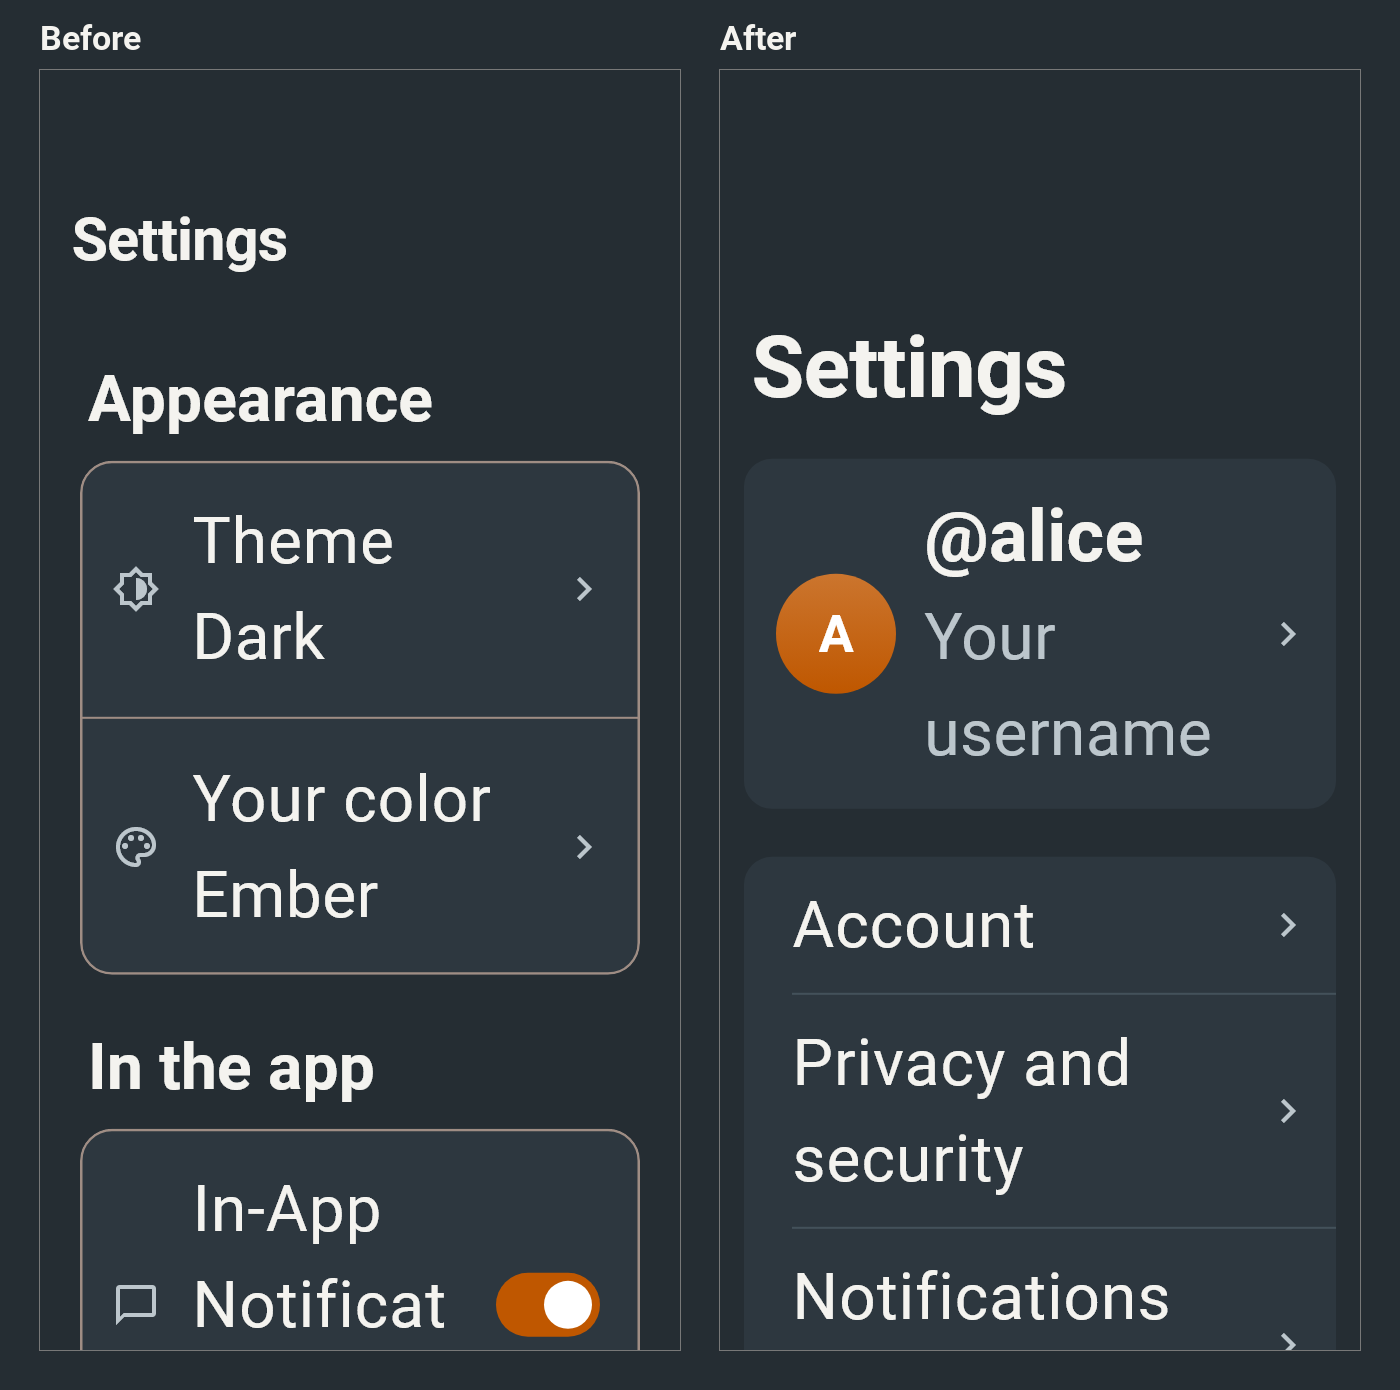 Before
Settings
Appearance
Theme
Dark
Your color
Ember
In the app
In-App
Notificat
After
Settings
@alice
A
Your
username
Account
Privacy and
security
Notifications